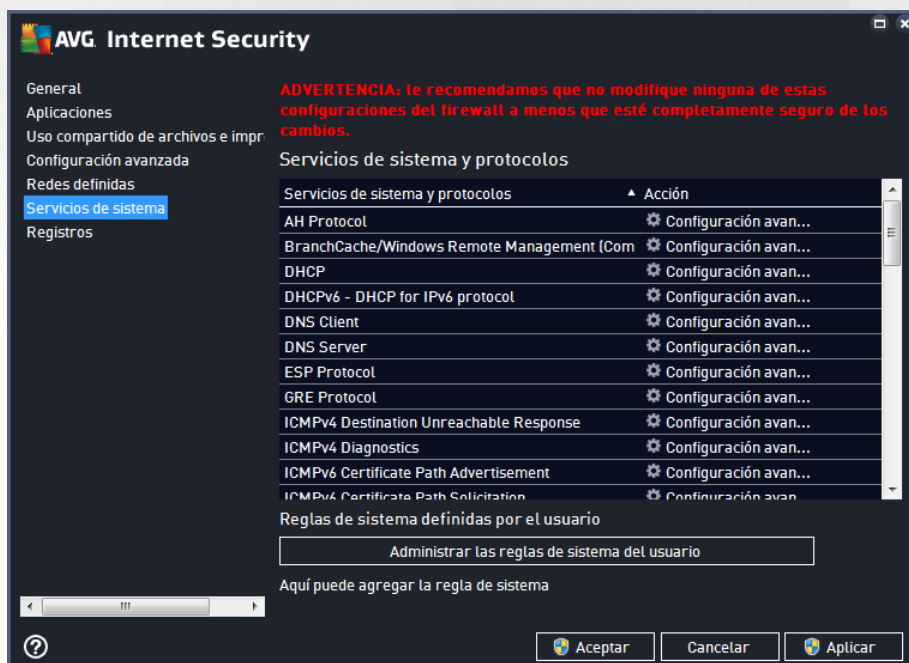 AVG. Internet Security
General
Aplicaciones
Uso compartido de archivos e impr
Configuración avanzada
Redes definidas
Servicios de sistema
Registros
ADVERTENCIA: le recomendamos que no modifique ninguna de estas
configuraciones del firewall a menos que esté completamente seguro de los
cambios.
Servicios de sistema y protocolos
Servicios de sistema y protocolos Acción
AH Protocol Configuración avan...
BranchCache/Windows Remote Management (Com Configuración avan...
DHCP Configuración avan...
DHCPv6 - DHCP for IPv6 protocol Configuración avan...
DNS Client Configuración avan...
DNS Server Configuración avan...
ESP Protocol Configuración avan...
GRE Protocol Configuración avan...
ICMPv4 Destination Unreachable Response Configuración avan...
ICMPv4 Diagnostics Configuración avan...
ICMPv6 Certificate Path Advertisement Configuración avan...
ICMPv6 Certificate Path Solicitation Configuración avan
Reglas de sistema definidas por el usuario
Administrar las reglas de sistema del usuario
Aquí puede agregar la regla de sistema
Aceptar
Cancelar
Aplicar